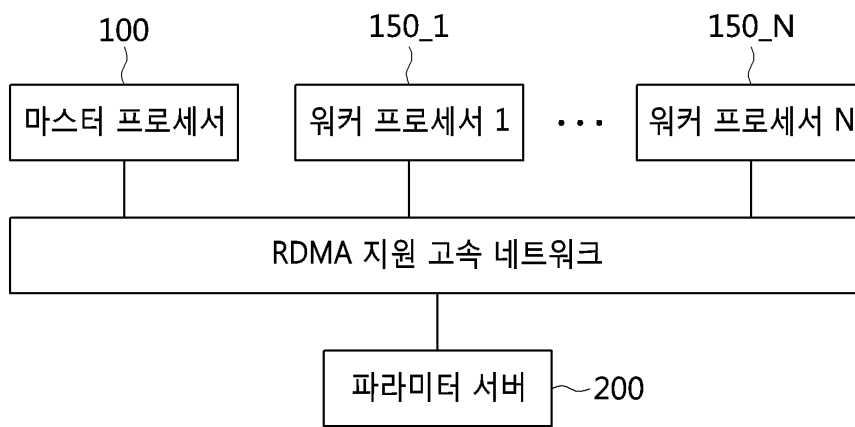 100 150_1 150_N
마스터 프로세서 워커 프로세서 1 ... 워커 프로세서 N
RDMA 지원 고속 네트워크
파라미터 서버 200